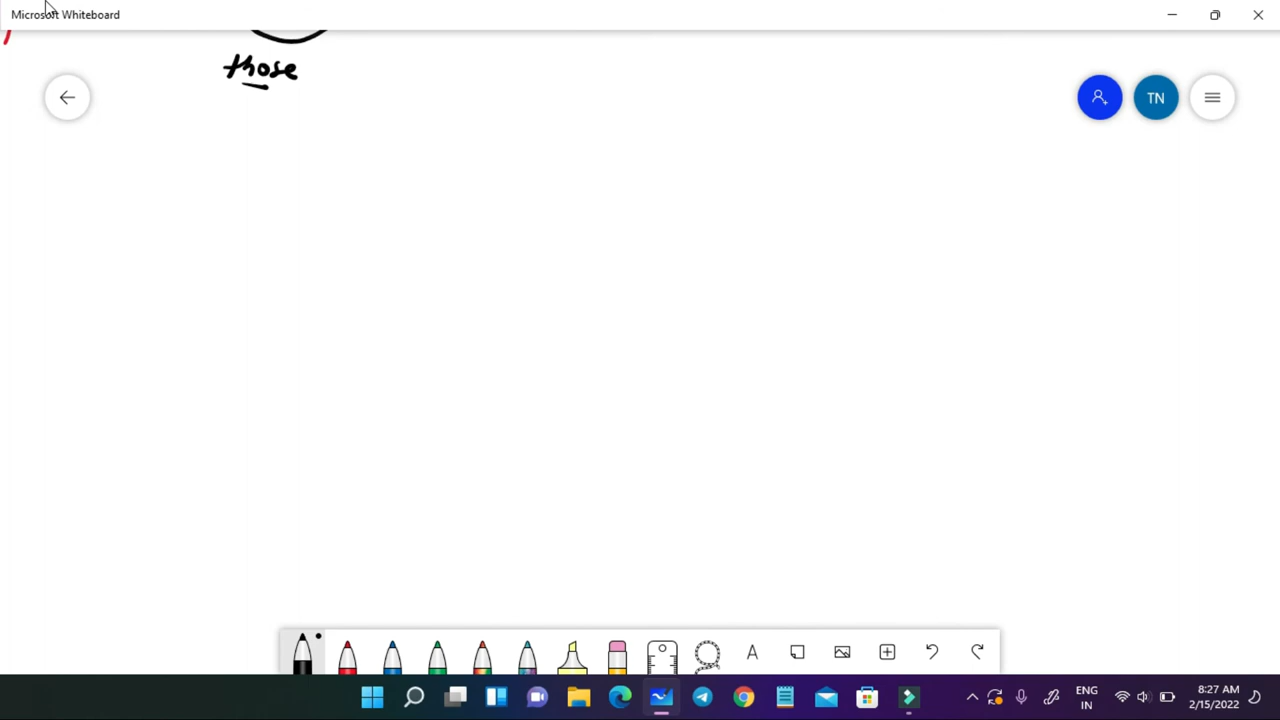 Microsoft Whiteboard
those
TN
A
ENG
IN
8:27 AM
2/15/2022